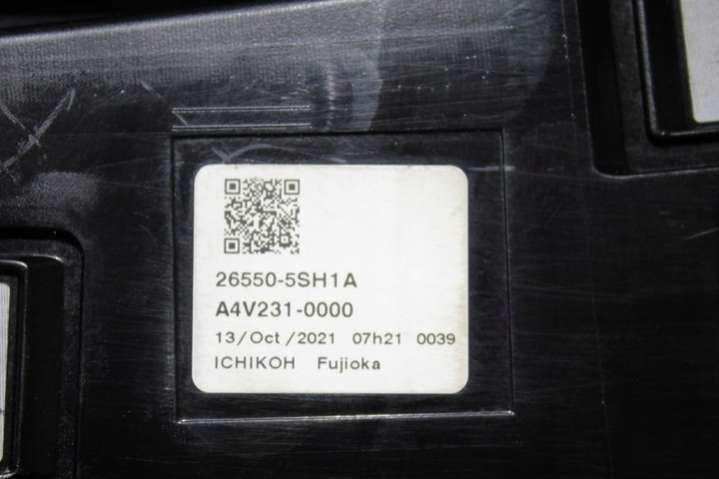 26550-5SH1A
A4V231-0000
13/Oct/2021 07h21 0039
ICHIKOH Fujioka